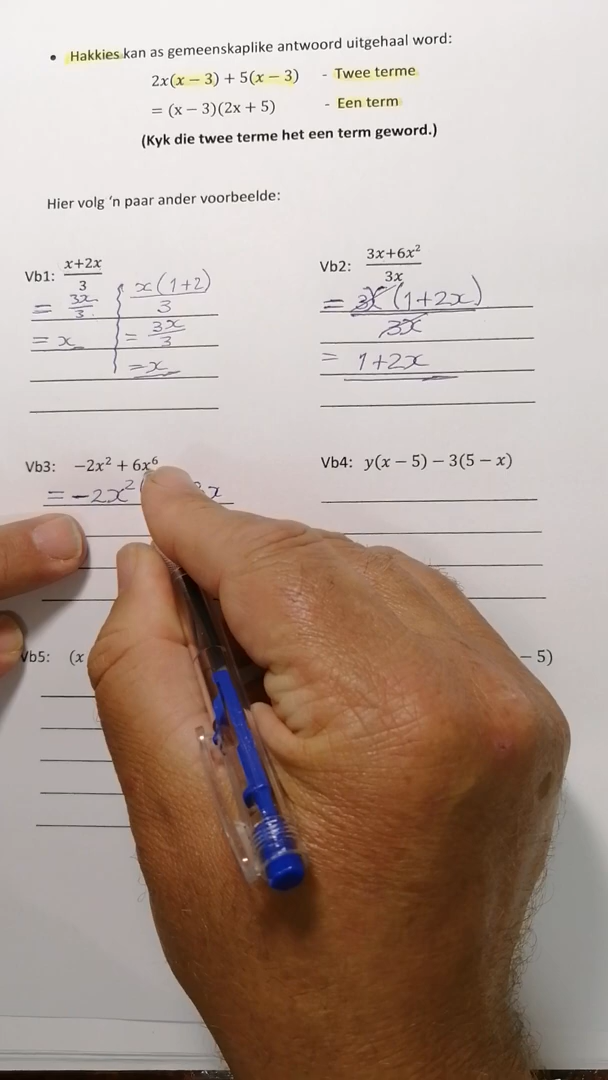 • Hakkies kan as gemeenskaplike antwoord uitgehaal word:
2x(x − 3) + 5(x − 3) - Twee terme
= (x − 3)(2x + 5) - Een term
(Kyk die twee terme het een term geword.)
Hier volg ’n paar ander voorbeelde:
Vb1: x+2x
3
= 3x
3
= x
x(1+2)
3
= 3x
3
= x
Vb2: 3x+6x²
3x
= 3x(1+2x)
3x
= 1+2x
Vb3: −2x² + 6x⁶
= −2x²( x
Vb4: y(x − 5) − 3(5 − x)
Vb5: (x
− 5)